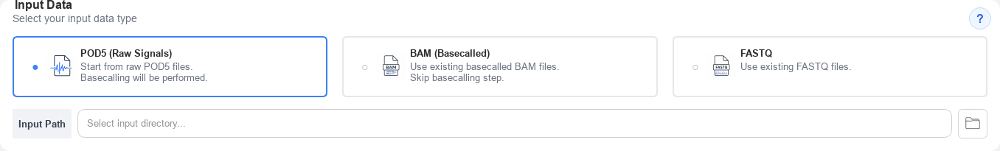 Input Data
Select your input data type
?
POD5 (Raw Signals)
Start from raw POD5 files.
Basecalling will be performed.
BAM
BAM (Basecalled)
Use existing basecalled BAM files.
Skip basecalling step.
FASTQ
FASTQ
Use existing FASTQ files.
Input Path
Select input directory...